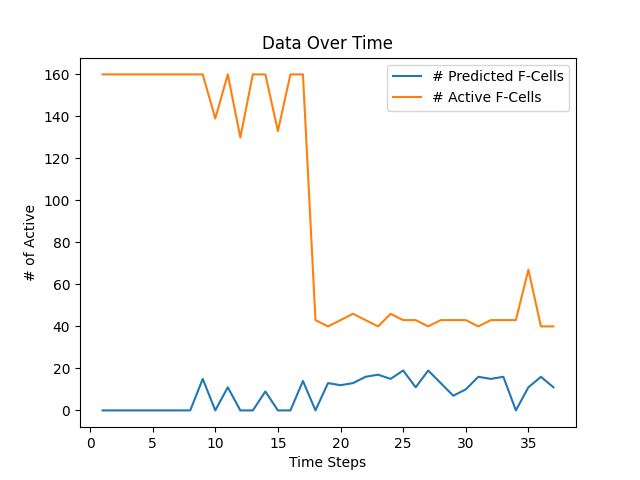 Data Over Time
# Predicted F-Cells
# Active F-Cells
# of Active
160
140
120
100
80
60
40
20
0
0 5 10 15 20 25 30 35
Time Steps